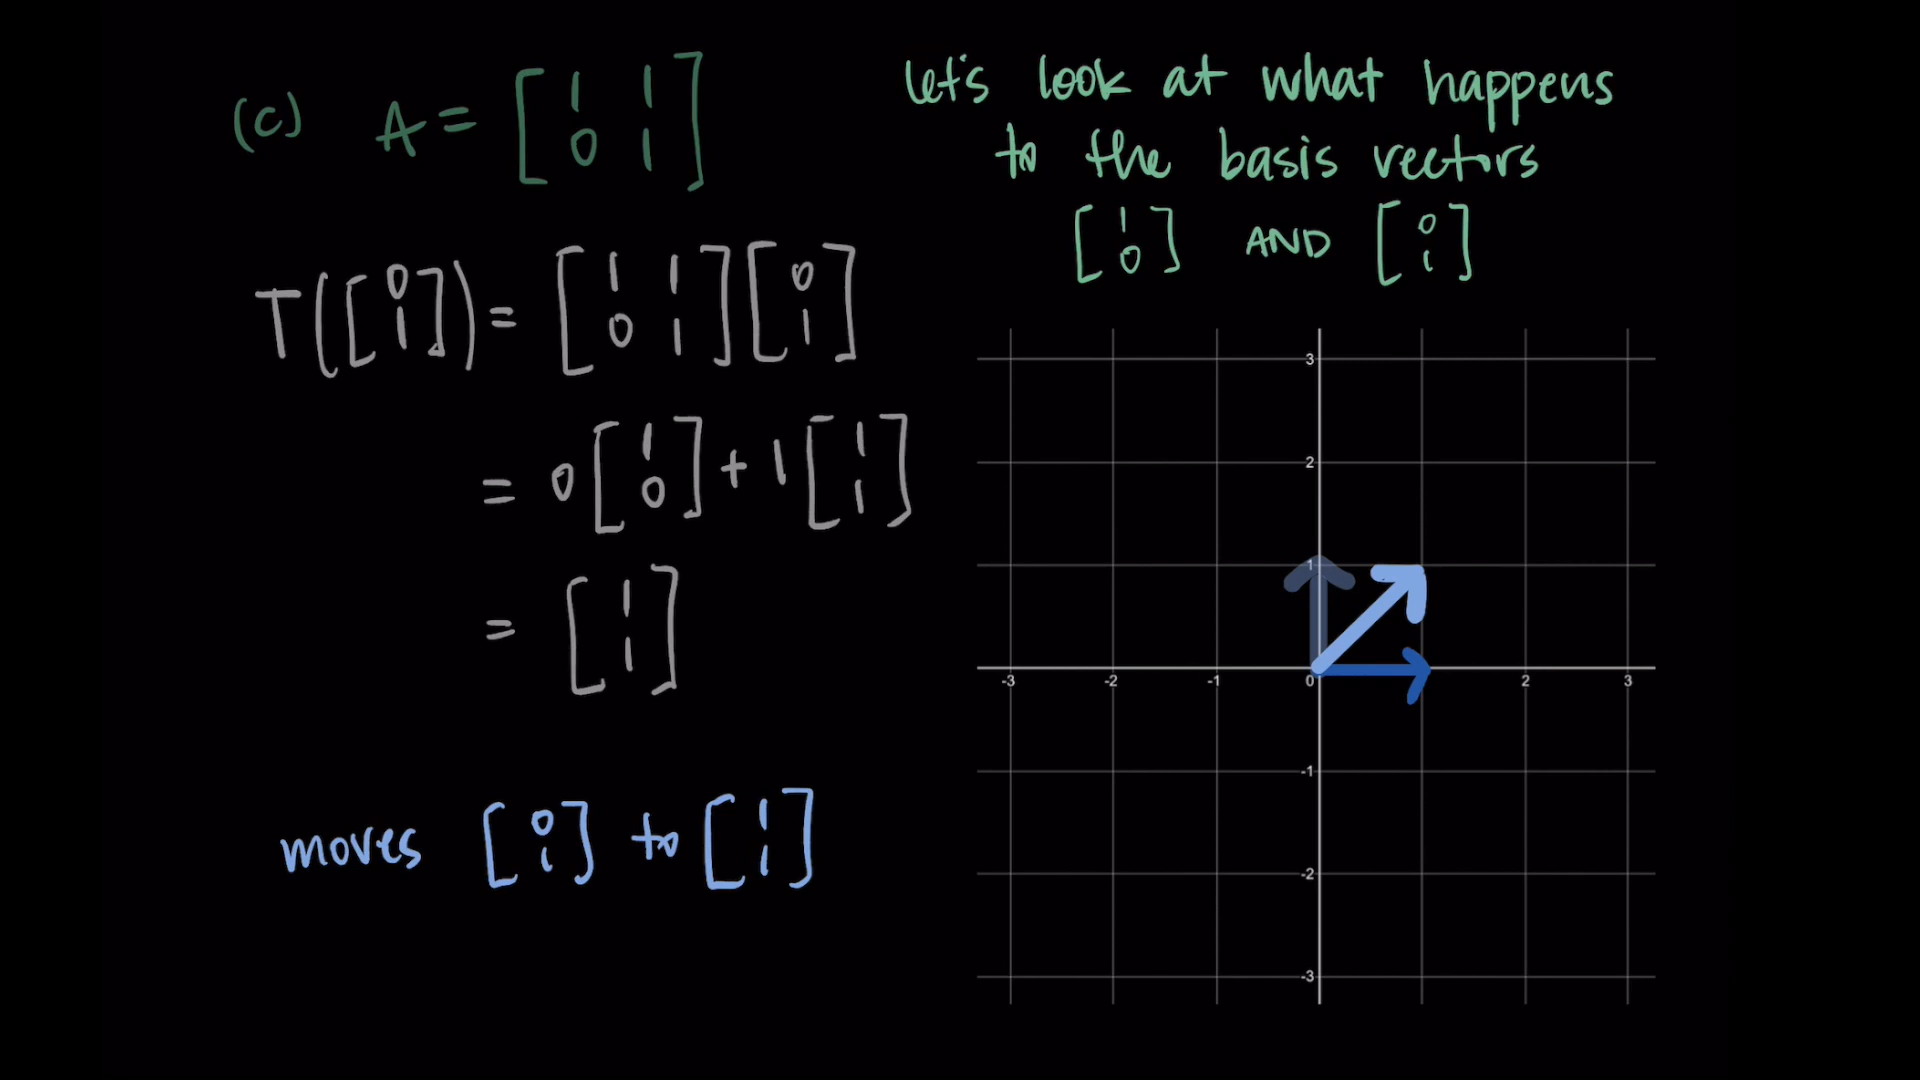 (c) A = [1 1; 0 1]
let's look at what happens
to the basis vectors
[1; 0] AND [0; 1]
T([0; 1]) = [1 1; 0 1][0; 1]
= 0[1; 0] + 1[1; 1]
= [1; 1]
moves [0; 1] to [1; 1]
3
2
1
-3 -2 -1 0 2 3
-1
-2
-3